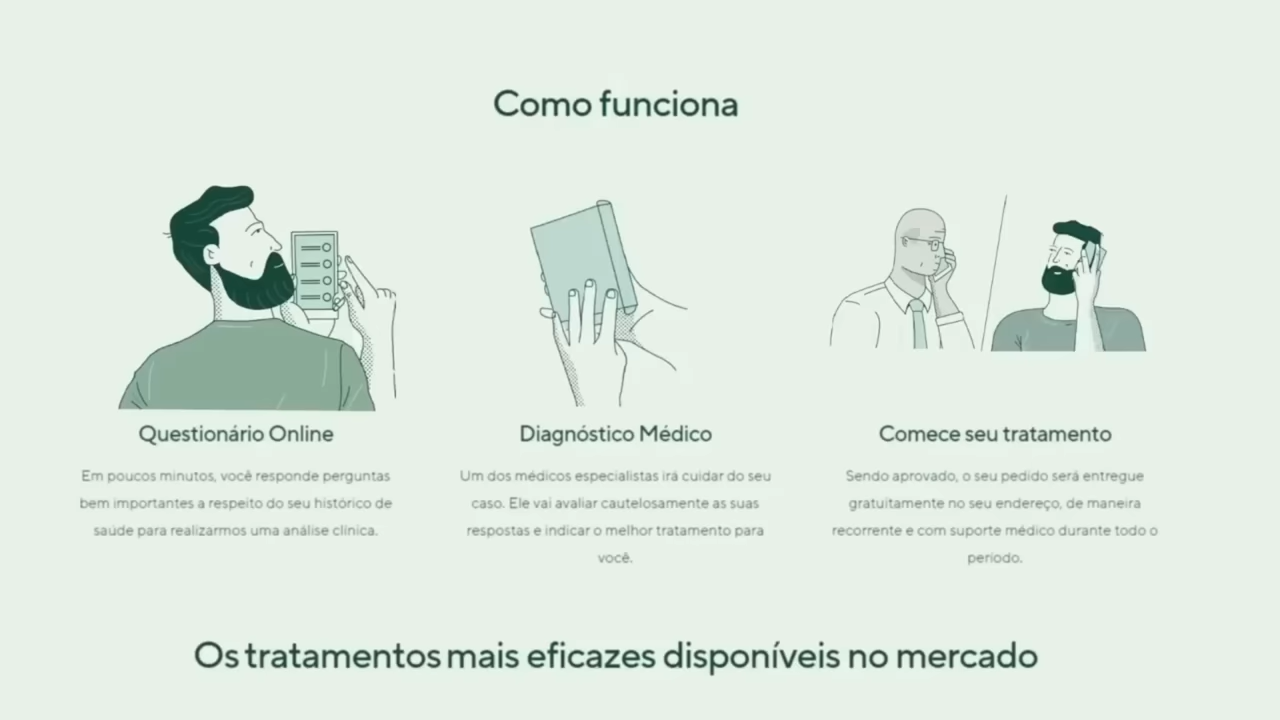 Como funciona
Questionário Online
Em poucos minutos, você responde perguntas
bem importantes a respeito do seu histórico de
saúde para realizarmos uma análise clínica.
Diagnóstico Médico
Um dos médicos especialistas irá cuidar do seu
caso. Ele vai avaliar cautelosamente as suas
respostas e indicar o melhor tratamento para
você.
Comece seu tratamento
Sendo aprovado, o seu pedido será entregue
gratuitamente no seu endereço, de maneira
recorrente e com suporte médico durante todo o
período.
Os tratamentos mais eficazes disponíveis no mercado